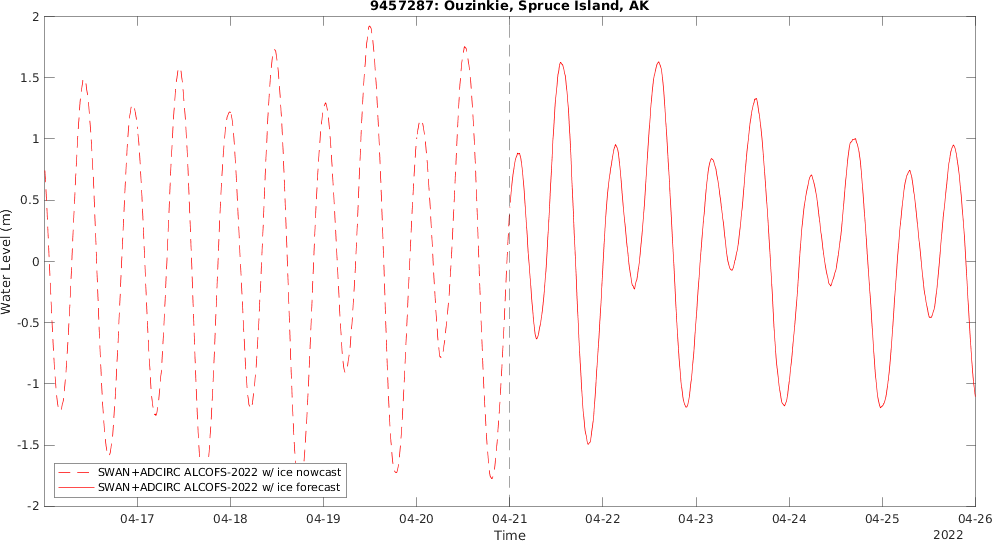 9457287: Ouzinkie, Spruce Island, AK
2
1.5
1
0.5
0
-0.5
-1
-1.5
-2
Water Level (m)
SWAN+ADCIRC ALCOFS-2022 w/ ice nowcast
SWAN+ADCIRC ALCOFS-2022 w/ ice forecast
04-17 04-18 04-19 04-20 04-21 04-22 04-23 04-24 04-25 04-26
Time
2022